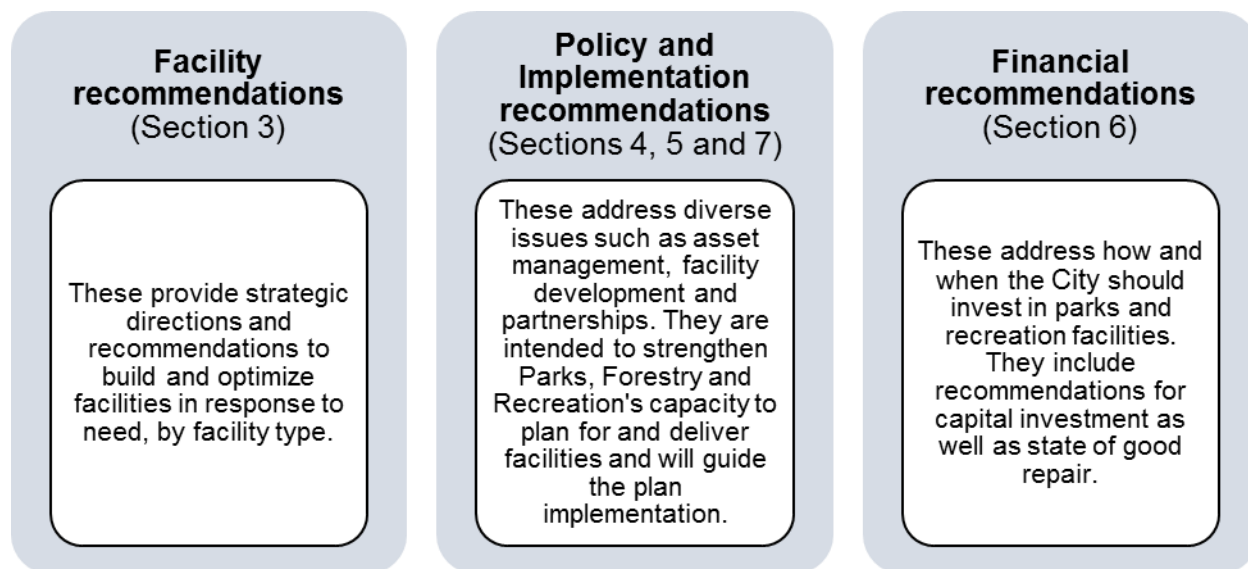 Facility
recommendations
(Section 3)
These provide strategic
directions and
recommendations to
build and optimize
facilities in response to
need, by facility type.
Policy and
Implementation
recommendations
(Sections 4, 5 and 7)
These address diverse
issues such as asset
management, facility
development and
partnerships. They are
intended to strengthen
Parks, Forestry and
Recreation's capacity to
plan for and deliver
facilities and will guide
the plan
implementation.
Financial
recommendations
(Section 6)
These address how and
when the City should
invest in parks and
recreation facilities.
They include
recommendations for
capital investment as
well as state of good
repair.